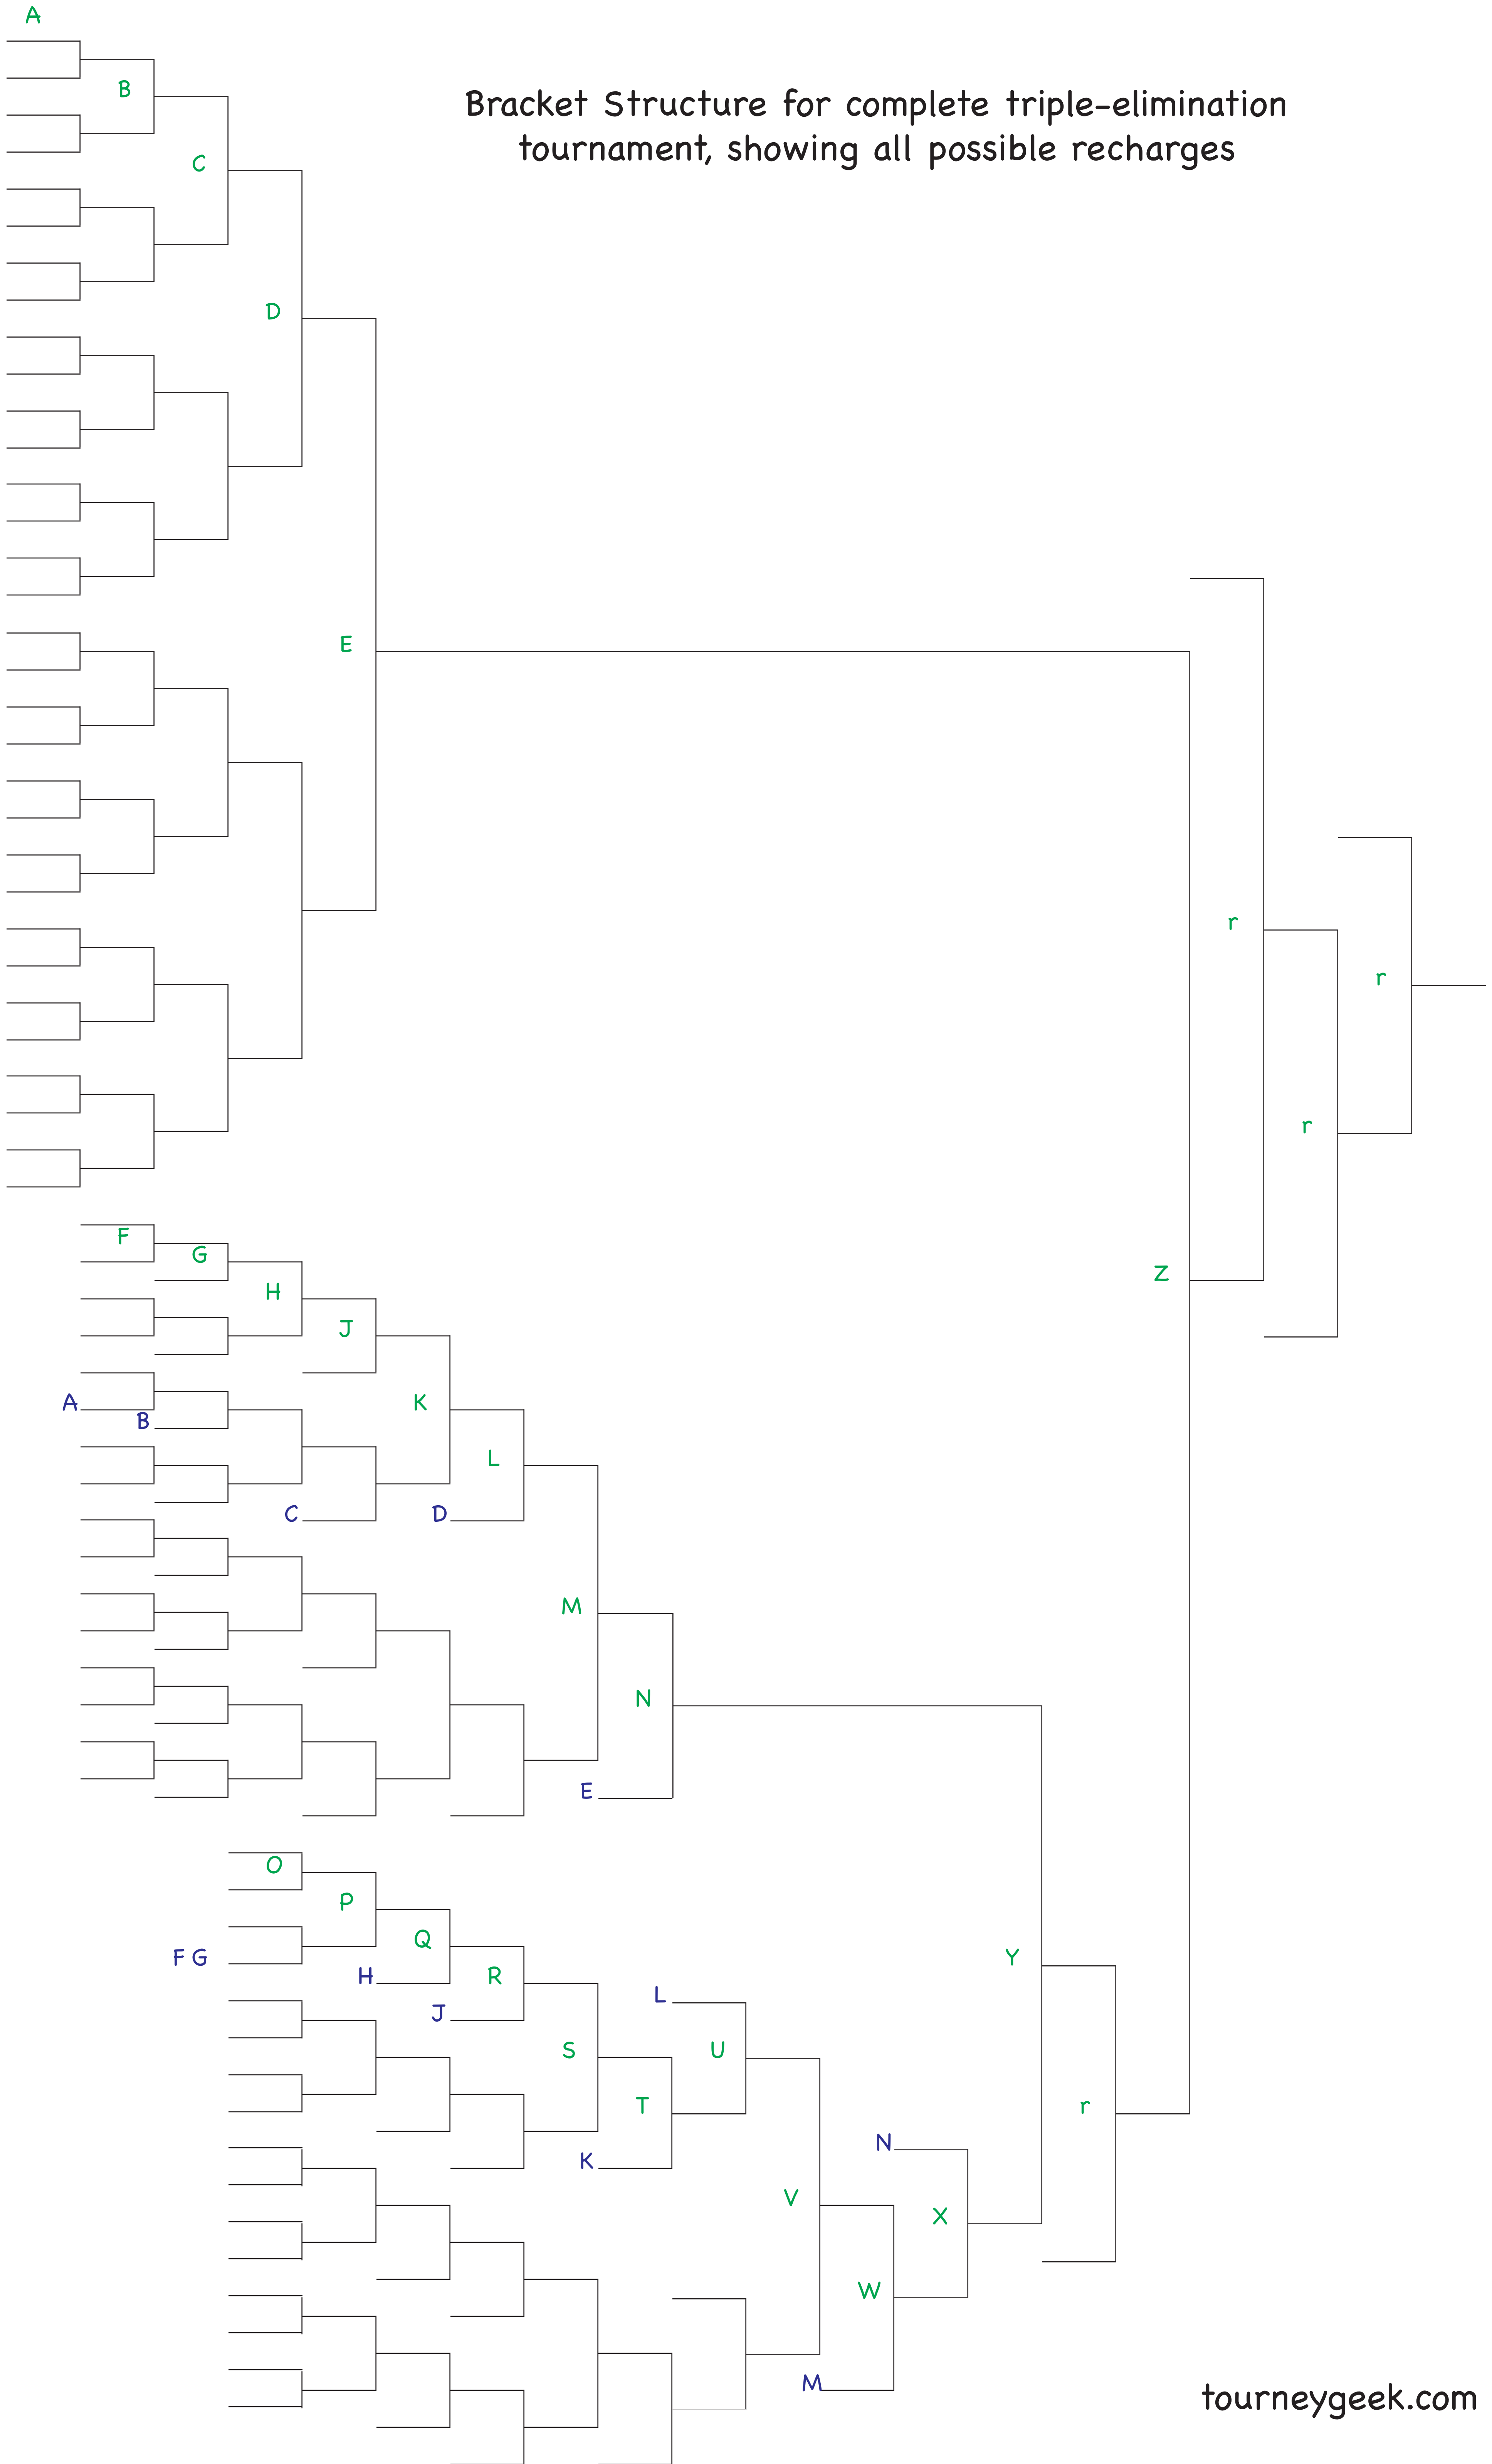 A
B
Bracket Structure for complete triple-elimination
tournament, showing all possible recharges
C
D
E
r
r
r
F
G
H
Z
J
A
B
K
L
C
D
M
N
E
O
P
Q
F G
H
R
Y
L
J
S
U
T
r
N
K
V
X
W
M
tourneygeek.com